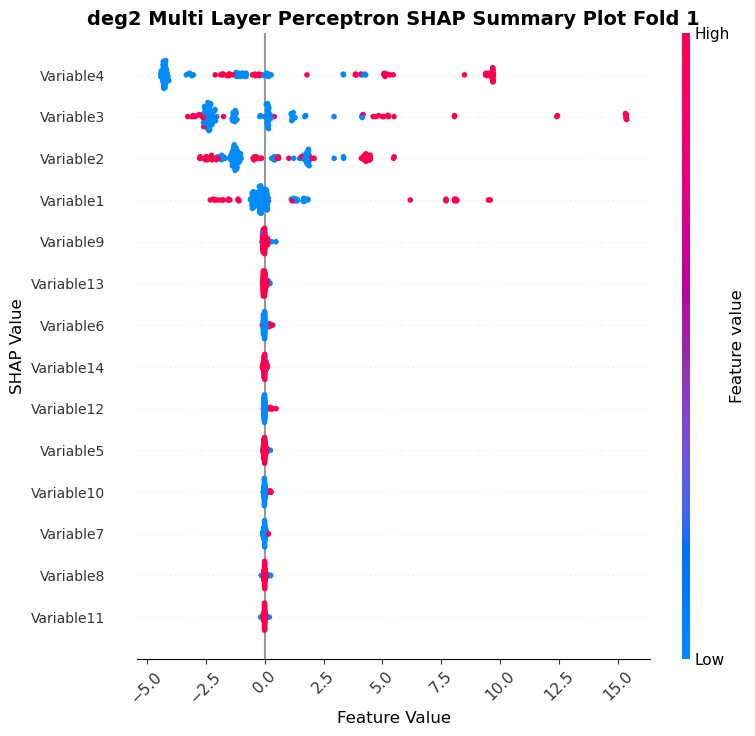 deg2 Multi Layer Perceptron SHAP Summary Plot Fold 1
High
Variable4
Variable3
Variable2
Variable1
Variable9
Variable13
Variable6
Variable14
Variable12
Variable5
Variable10
Variable7
Variable8
Variable11
SHAP Value
Feature value
Low
−5.0
−2.5
0.0
2.5
5.0
7.5
10.0
12.5
15.0
Feature Value